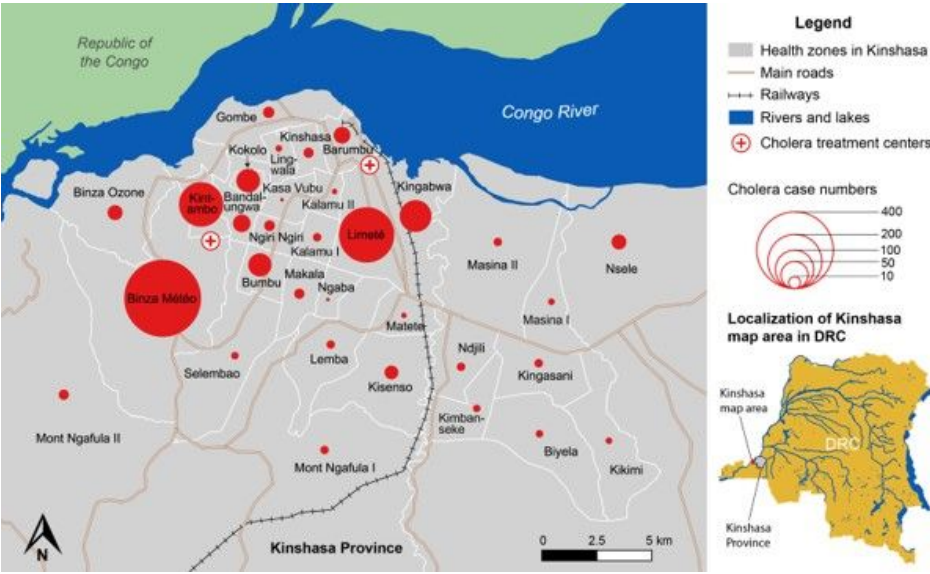 Republic of
the Congo
Congo River
Gombe
Kinshasa
Barumbu
Kokolo
Ling-
wala
Kingabwa
Binza Ozone
Kint-
ambo
Bandal-
ungwa
Kasa Vubu
Kalamu II
Limeté
Ngiri Ngiri
Kalamu I
Masina II
Nsele
Bumbu
Makala
Ngaba
Binza Météo
Matete
Masina I
Selembao
Lemba
Kisenso
Ndjili
Kingasani
Mont Ngafula II
Kimban-
seke
Biyela
Kikimi
Mont Ngafula I
N
Kinshasa Province
0 2.5 5 km
Legend
Health zones in Kinshasa
Main roads
Railways
Rivers and lakes
Cholera treatment centers
Cholera case numbers
400
200
100
50
10
Localization of Kinshasa
map area in DRC
Kinshasa
map area
DRC
Kinshasa
Province